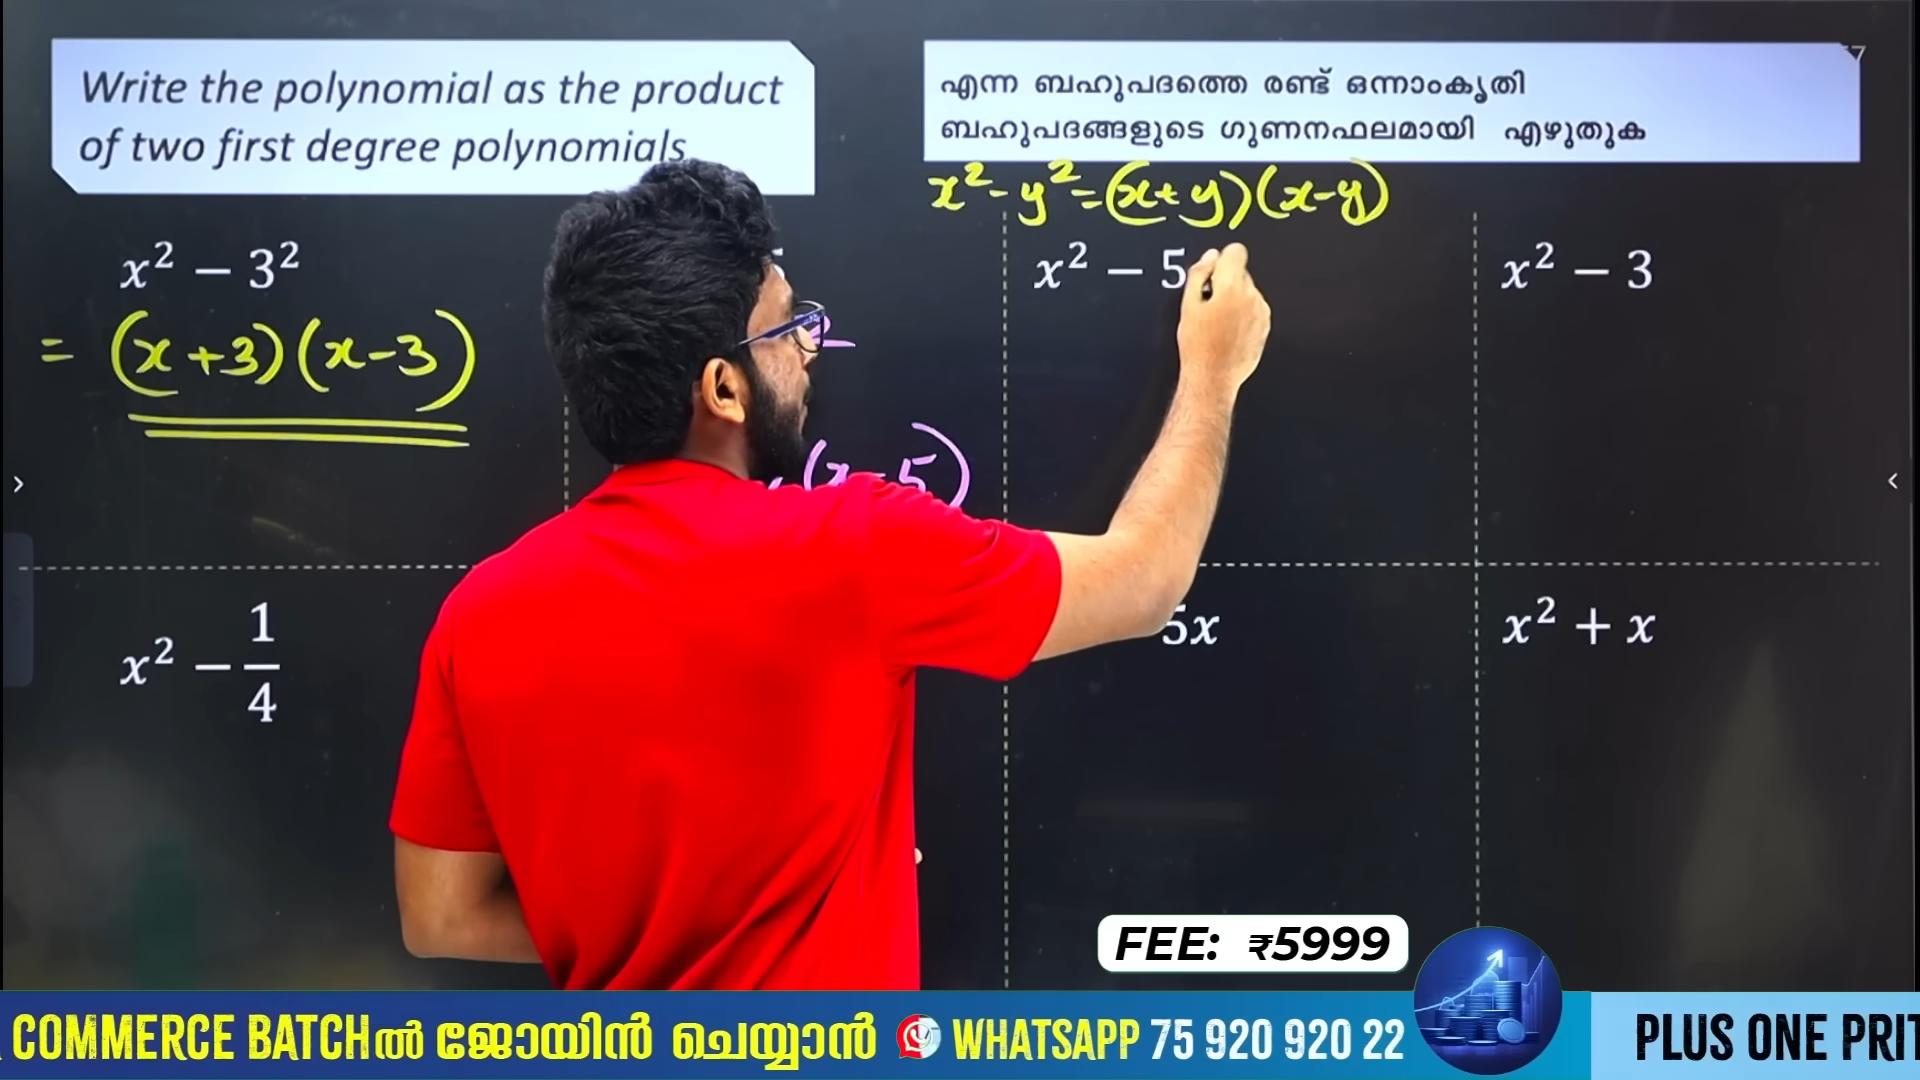 Write the polynomial as the product
of two first degree polynomials
എന്ന ബഹുപദത്തെ രണ്ട് ഒന്നാംകൃതി
ബഹുപദങ്ങളുടെ ഗുണനഫലമായി എഴുതുക
x² - y² = (x+y)(x-y)
x² − 3²
= (x+3)(x-3)
(x-5)
x² − 5
x² − 3
x² − 1/4
5x
x² + x
FEE: ₹5999
COMMERCE BATCHൽ ജോയിൻ ചെയ്യാൻ WHATSAPP 75 920 920 22
PLUS ONE